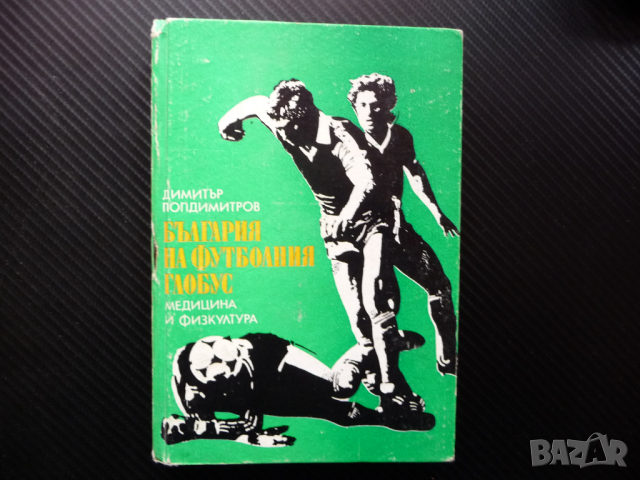 ДИМИТЪР
ПОПДИМИТРОВ
БЪЛГАРИЯ
НА ФУТБОЛНИЯ
ГЛОБУС
МЕДИЦИНА
И ФИЗКУЛТУРА
BAZAR